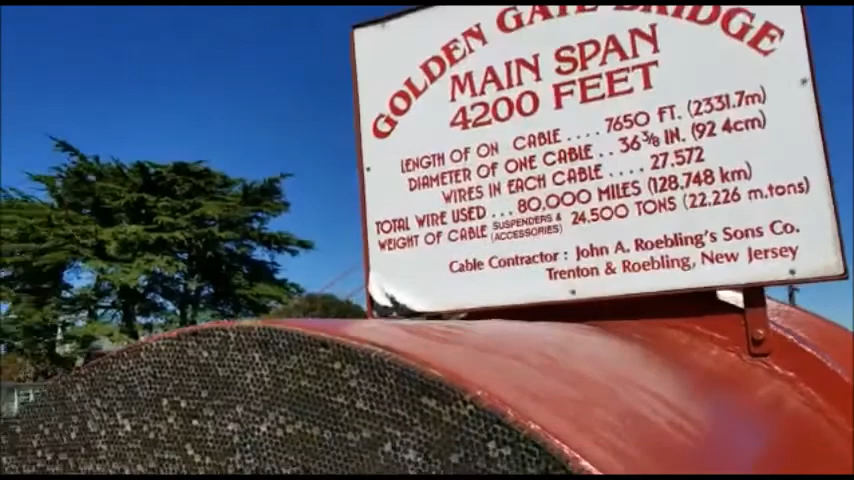 GOLDEN GATE BRIDGE
MAIN SPAN
4200 FEET
LENGTH OF ON CABLE .... 7650 FT. (2331.7m)
DIAMETER OF ONE CABLE .. 36 3/8 IN. (92.4cm)
WIRES IN EACH CABLE .... 27.572
TOTAL WIRE USED ... 80,000 MILES (128,748 km)
WEIGHT OF CABLE SUSPENDERS & (ACCESSORIES) 24,500 TONS (22,226 m.tons)
CABLE CONTRACTOR : JOHN A. ROEBLING'S SONS CO.
TRENTON & ROEBLING, NEW JERSEY